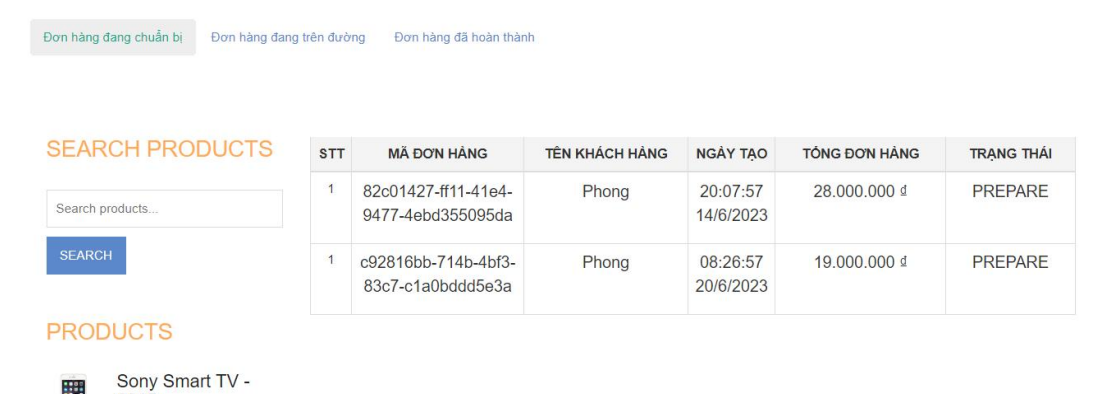 Đơn hàng đang chuẩn bị Đơn hàng đang trên đường Đơn hàng đã hoàn thành
SEARCH PRODUCTS
Search products...
SEARCH
PRODUCTS
Sony Smart TV -
STT MÃ ĐƠN HÀNG TÊN KHÁCH HÀNG NGÀY TẠO TỔNG ĐƠN HÀNG TRẠNG THÁI
1 82c01427-ff11-41e4- Phong 20:07:57 28.000.000 ₫ PREPARE
9477-4ebd355095da 14/6/2023
1 c92816bb-714b-4bf3- Phong 08:26:57 19.000.000 ₫ PREPARE
83c7-c1a0bddd5e3a 20/6/2023